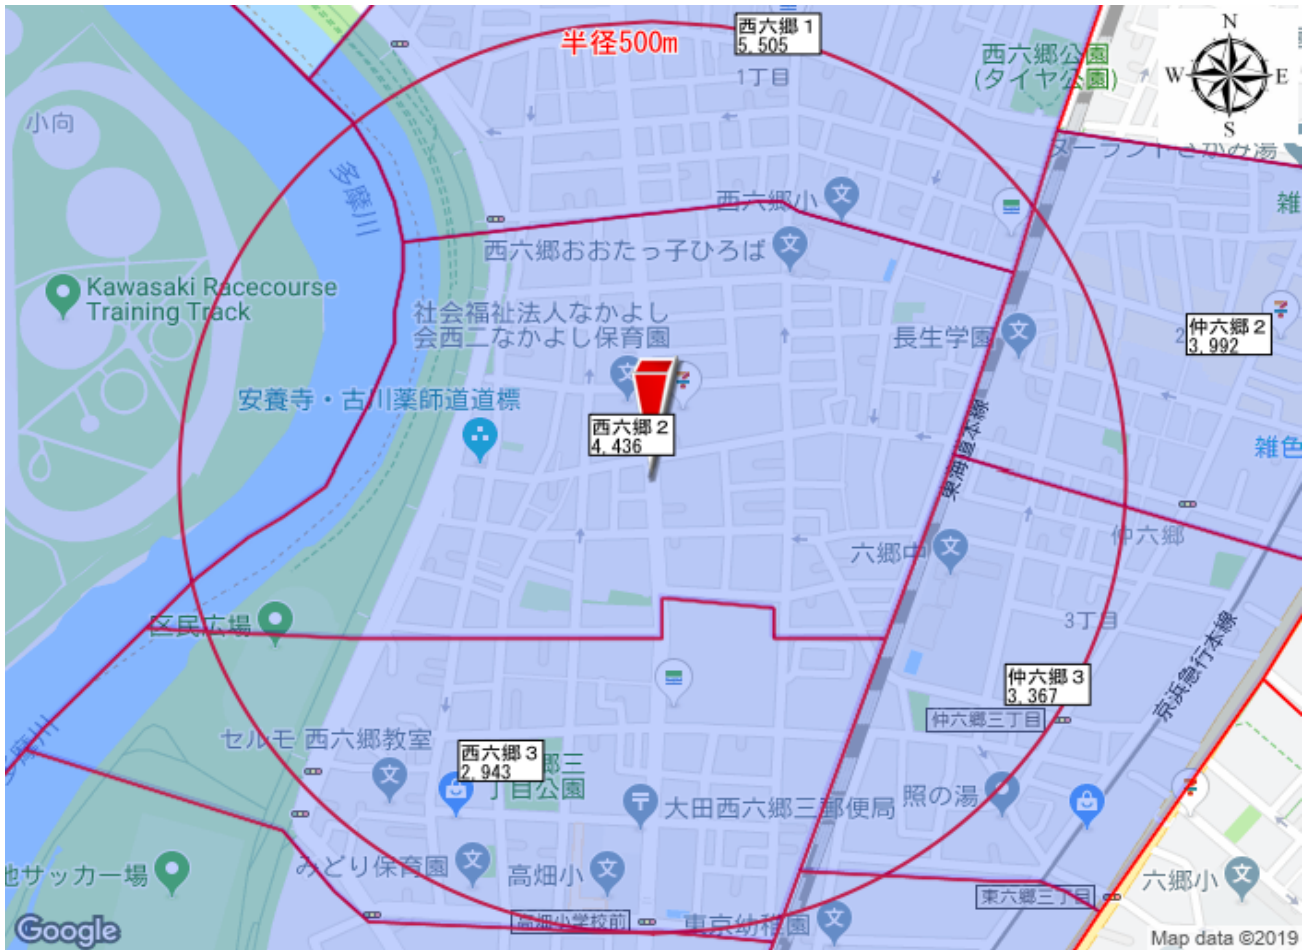 西六郷1
5,505
半径500m
N
W
E
S
西六郷公園
(タイヤ公園)
1丁目
小向
多摩川
西六郷小
雑
西六郷おおたっ子ひろば
Kawasaki Racecourse
Training Track
社会福祉法人なかよし
会西二なかよし保育園
長生学園
仲六郷2
3,992
2
安養寺・古川薬師道道標
西六郷2
4,436
東海道本線
雑色
六郷中
仲六郷
区民広場
3丁目
京浜急行本線
仲六郷3
3,367
仲六郷三丁目
多摩川
セルモ 西六郷教室
西六郷3
2,943
郷三
丁目公園
大田西六郷三郵便局
照の湯
みどり保育園
高畑小
地サッカー場
東六郷三丁目
六郷小
高畑小学校前
東京幼稚園
Google
Map data ©2019